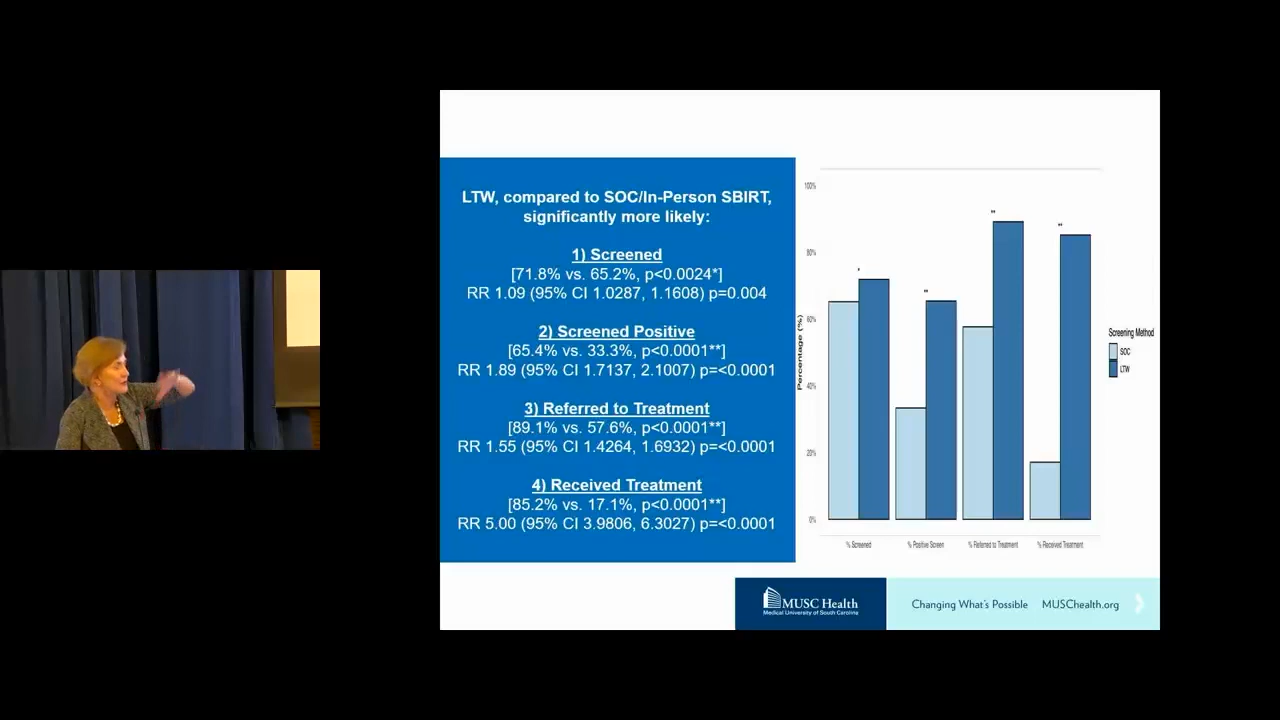 LTW, compared to SOC/In-Person SBIRT,
significantly more likely:
1) Screened
[71.8% vs. 65.2%, p<0.0024*]
RR 1.09 (95% CI 1.0287, 1.1608) p=0.004
2) Screened Positive
[65.4% vs. 33.3%, p<0.0001**]
RR 1.89 (95% CI 1.7137, 2.1007) p=<0.0001
3) Referred to Treatment
[89.1% vs. 57.6%, p<0.0001**]
RR 1.55 (95% CI 1.4264, 1.6932) p=<0.0001
4) Received Treatment
[85.2% vs. 17.1%, p<0.0001**]
RR 5.00 (95% CI 3.9806, 6.3027) p=<0.0001
Percentage (%)
100%
80%
60%
40%
20%
0%
*
**
**
**
% Screened
% Positive Screen
% Referred to Treatment
% Received Treatment
Screening Method
SOC
LTW
MUSC Health
Medical University of South Carolina
Changing What's Possible
MUSChealth.org